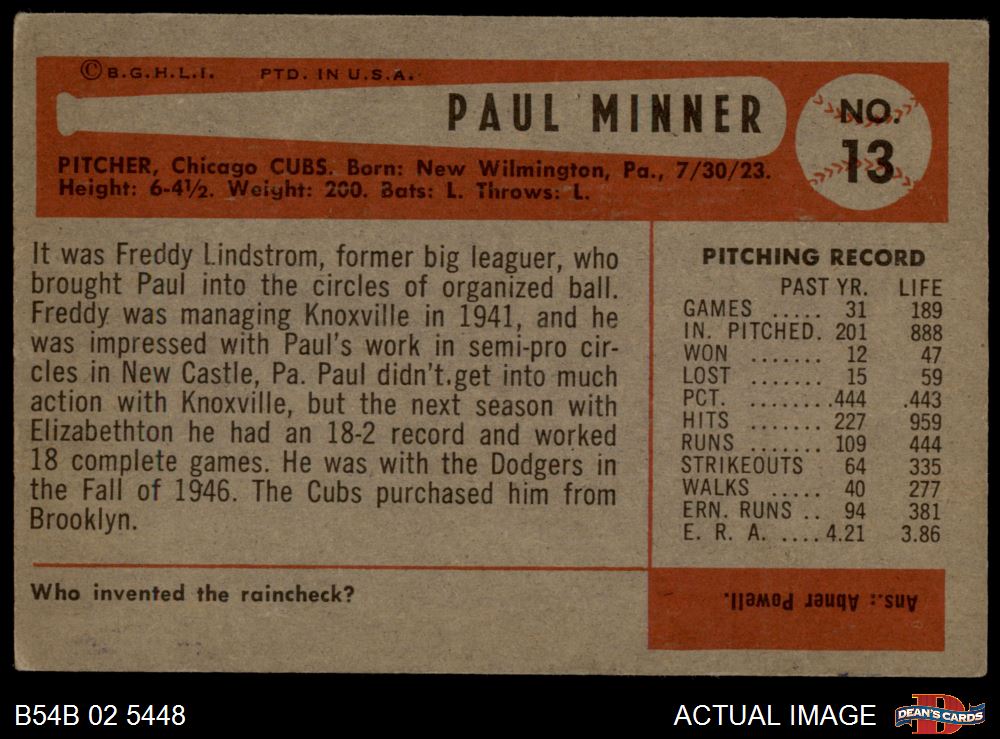 ©B.G.H.L.I. PTD. IN U.S.A.
PAUL MINNER
NO.
13
PITCHER, Chicago CUBS. Born: New Wilmington, Pa., 7/30/23.
Height: 6-4½. Weight: 200. Bats: L. Throws: L.
It was Freddy Lindstrom, former big leaguer, who
brought Paul into the circles of organized ball.
Freddy was managing Knoxville in 1941, and he
was impressed with Paul's work in semi-pro cir-
cles in New Castle, Pa. Paul didn't get into much
action with Knoxville, but the next season with
Elizabethton he had an 18-2 record and worked
18 complete games. He was with the Dodgers in
the Fall of 1946. The Cubs purchased him from
Brooklyn.
PITCHING RECORD
PAST YR. LIFE
GAMES ..... 31 189
IN. PITCHED. 201 888
WON ....... 12 47
LOST ....... 15 59
PCT. ........444 .443
HITS ....... 227 959
RUNS ...... 109 444
STRIKEOUTS 64 335
WALKS ..... 40 277
ERN. RUNS .. 94 381
E. R. A. ....4.21 3.86
Who invented the raincheck?
Ans.: Abner Powell.
B54B 02 5448
ACTUAL IMAGE
D
DEAN'S CARDS